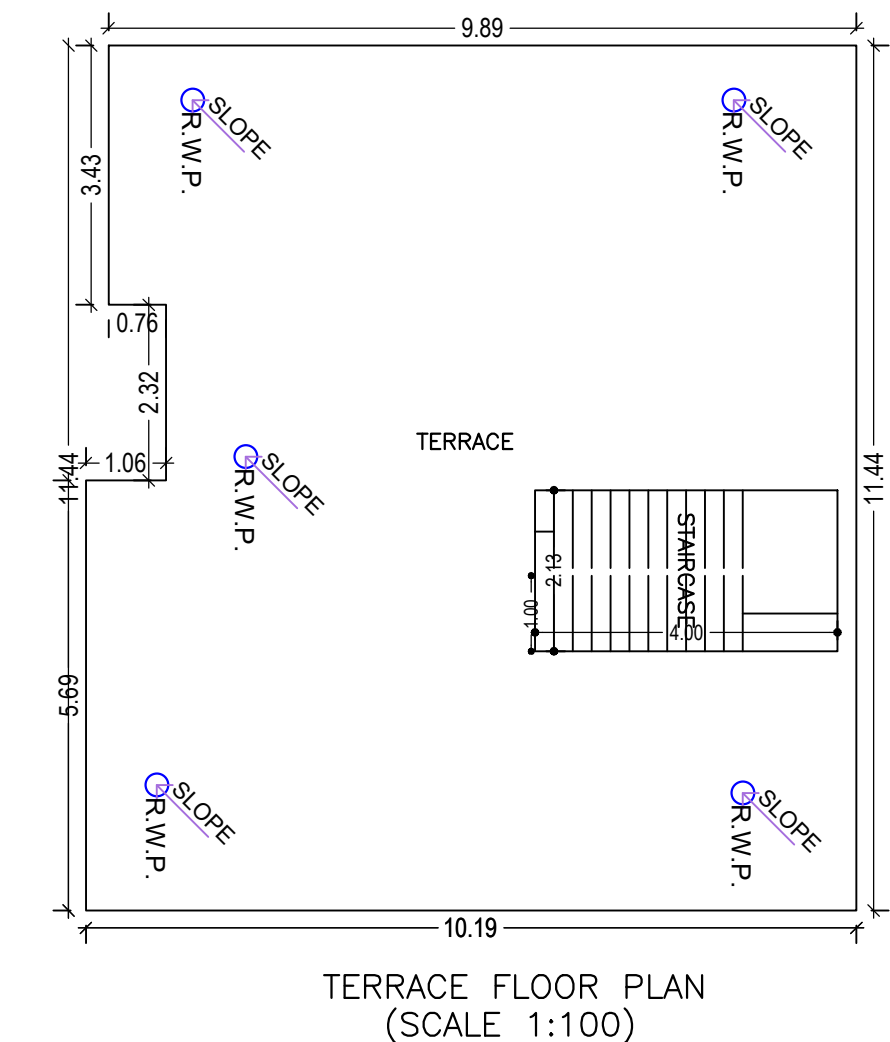 9.89
SLOPE
R.W.P.
SLOPE
R.W.P.
3.43
0.76
2.32
TERRACE
1.06
11.44
11.44
SLOPE
R.W.P.
STAIRCASE
2.13
1.00
4.00
5.69
SLOPE
R.W.P.
SLOPE
R.W.P.
10.19
TERRACE FLOOR PLAN
(SCALE 1:100)